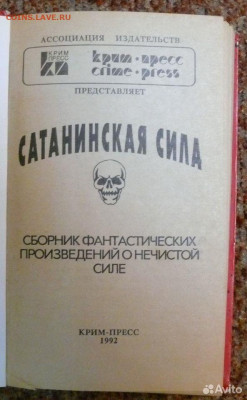 COINS.LAVE.RU
АССОЦИАЦИЯ ИЗДАТЕЛЬСТВ
КРИМ ПРЕСС
крим·пресс
crime·press
ПРЕДСТАВЛЯЕТ
САТАНИНСКАЯ СИЛА
СБОРНИК ФАНТАСТИЧЕСКИХ
ПРОИЗВЕДЕНИЙ О НЕЧИСТОЙ
СИЛЕ
КРИМ-ПРЕСС
1992
Avito